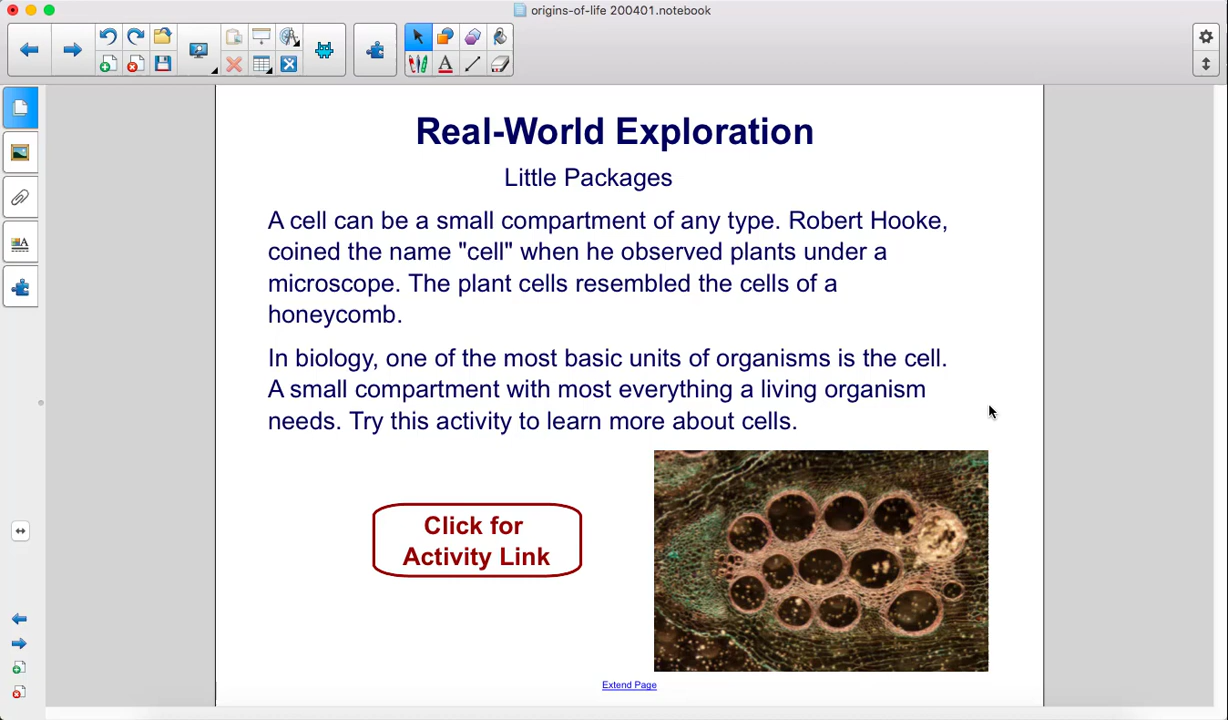 origins-of-life 200401.notebook
Real-World Exploration
Little Packages
A cell can be a small compartment of any type. Robert Hooke,
coined the name "cell" when he observed plants under a
microscope. The plant cells resembled the cells of a
honeycomb.
In biology, one of the most basic units of organisms is the cell.
A small compartment with most everything a living organism
needs. Try this activity to learn more about cells.
Click for
Activity Link
Extend Page